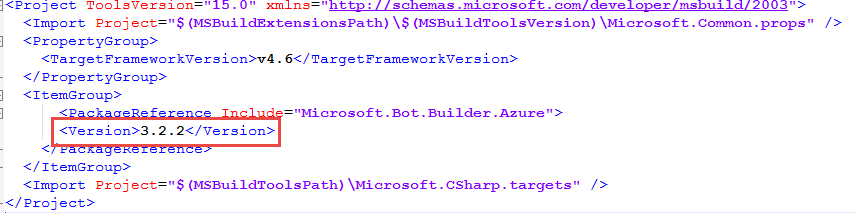 <Project ToolsVersion="15.0" xmlns="http://schemas.microsoft.com/developer/msbuild/2003">
<Import Project="$(MSBuildExtensionsPath)\$(MSBuildToolsVersion)\Microsoft.Common.props" />
<PropertyGroup>
<TargetFrameworkVersion>v4.6</TargetFrameworkVersion>
</PropertyGroup>
<ItemGroup>
<PackageReference Include="Microsoft.Bot.Builder.Azure">
<Version>3.2.2</Version>
</PackageReference>
</ItemGroup>
<Import Project="$(MSBuildToolsPath)\Microsoft.CSharp.targets" />
</Project>